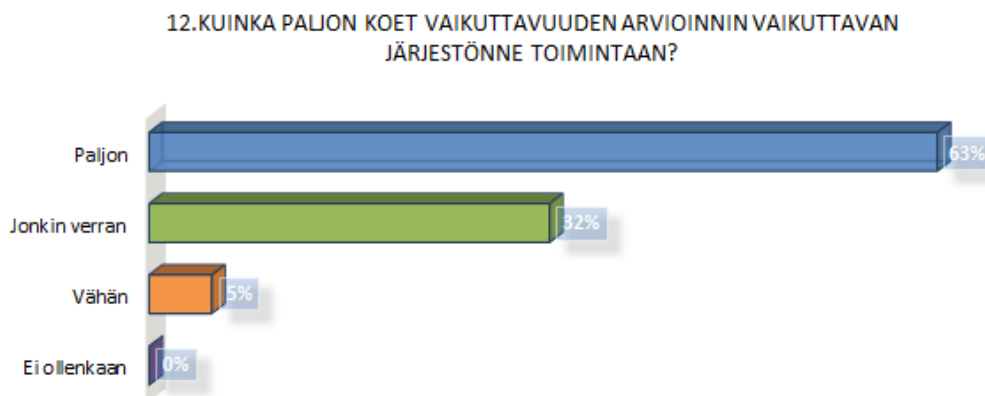 12.KUINKA PALJON KOET VAIKUTTAVUUDEN ARVIOINNIN VAIKUTTAVAN
JÄRJESTÖNNE TOIMINTAAN?
Paljon 63%
Jonkin verran 32%
Vähän 5%
Ei ollenkaan 0%